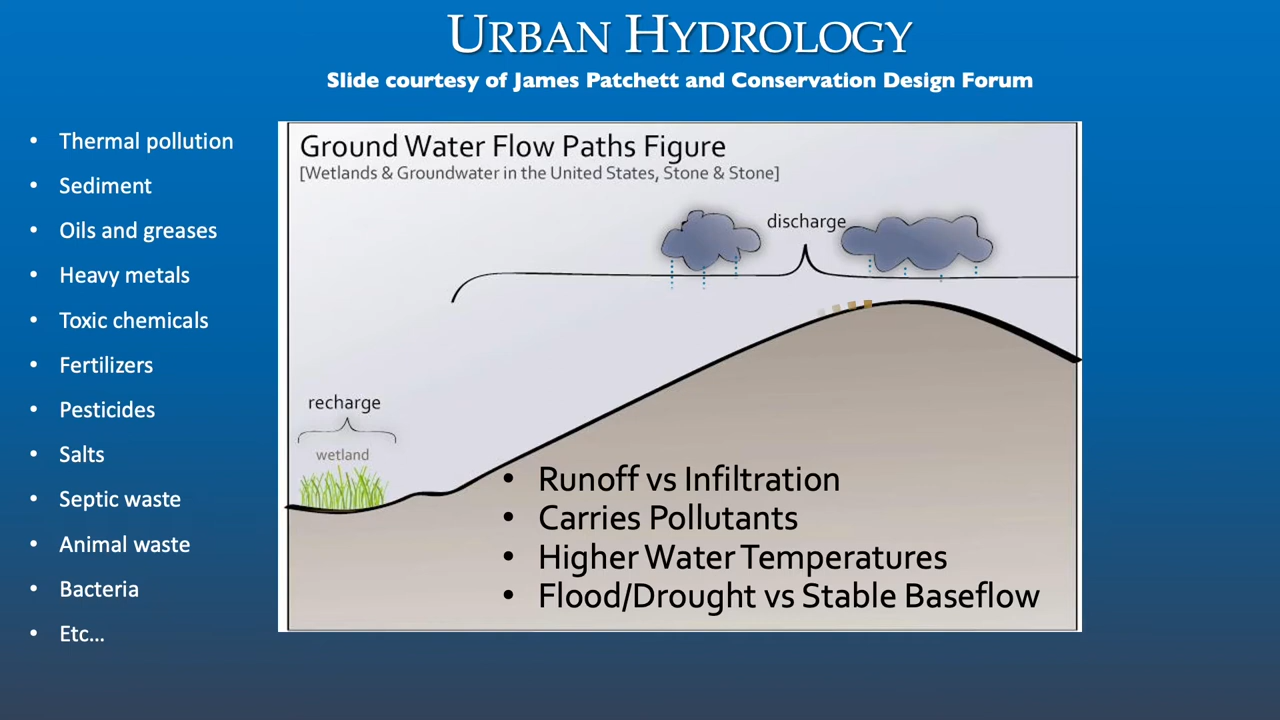 URBAN HYDROLOGY
Slide courtesy of James Patchett and Conservation Design Forum
• Thermal pollution
• Sediment
• Oils and greases
• Heavy metals
• Toxic chemicals
• Fertilizers
• Pesticides
• Salts
• Septic waste
• Animal waste
• Bacteria
• Etc...
Ground Water Flow Paths Figure
[Wetlands & Groundwater in the United States, Stone & Stone]
discharge
recharge
wetland
• Runoff vs Infiltration
• Carries Pollutants
• Higher Water Temperatures
• Flood/Drought vs Stable Baseflow